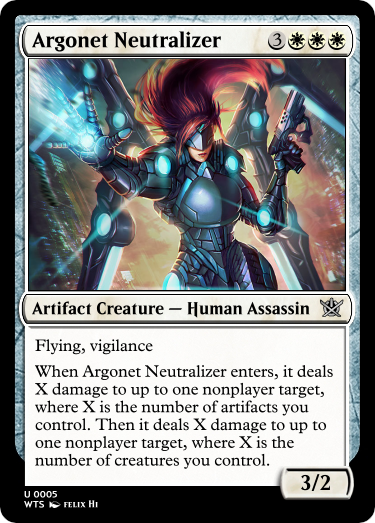 Argonet Neutralizer 3
Artifact Creature — Human Assassin
Flying, vigilance
When Argonet Neutralizer enters, it deals
X damage to up to one nonplayer target,
where X is the number of artifacts you
control. Then it deals X damage to up to
one nonplayer target, where X is the
number of creatures you control.
3/2
U 0005
WTS FELIX HI